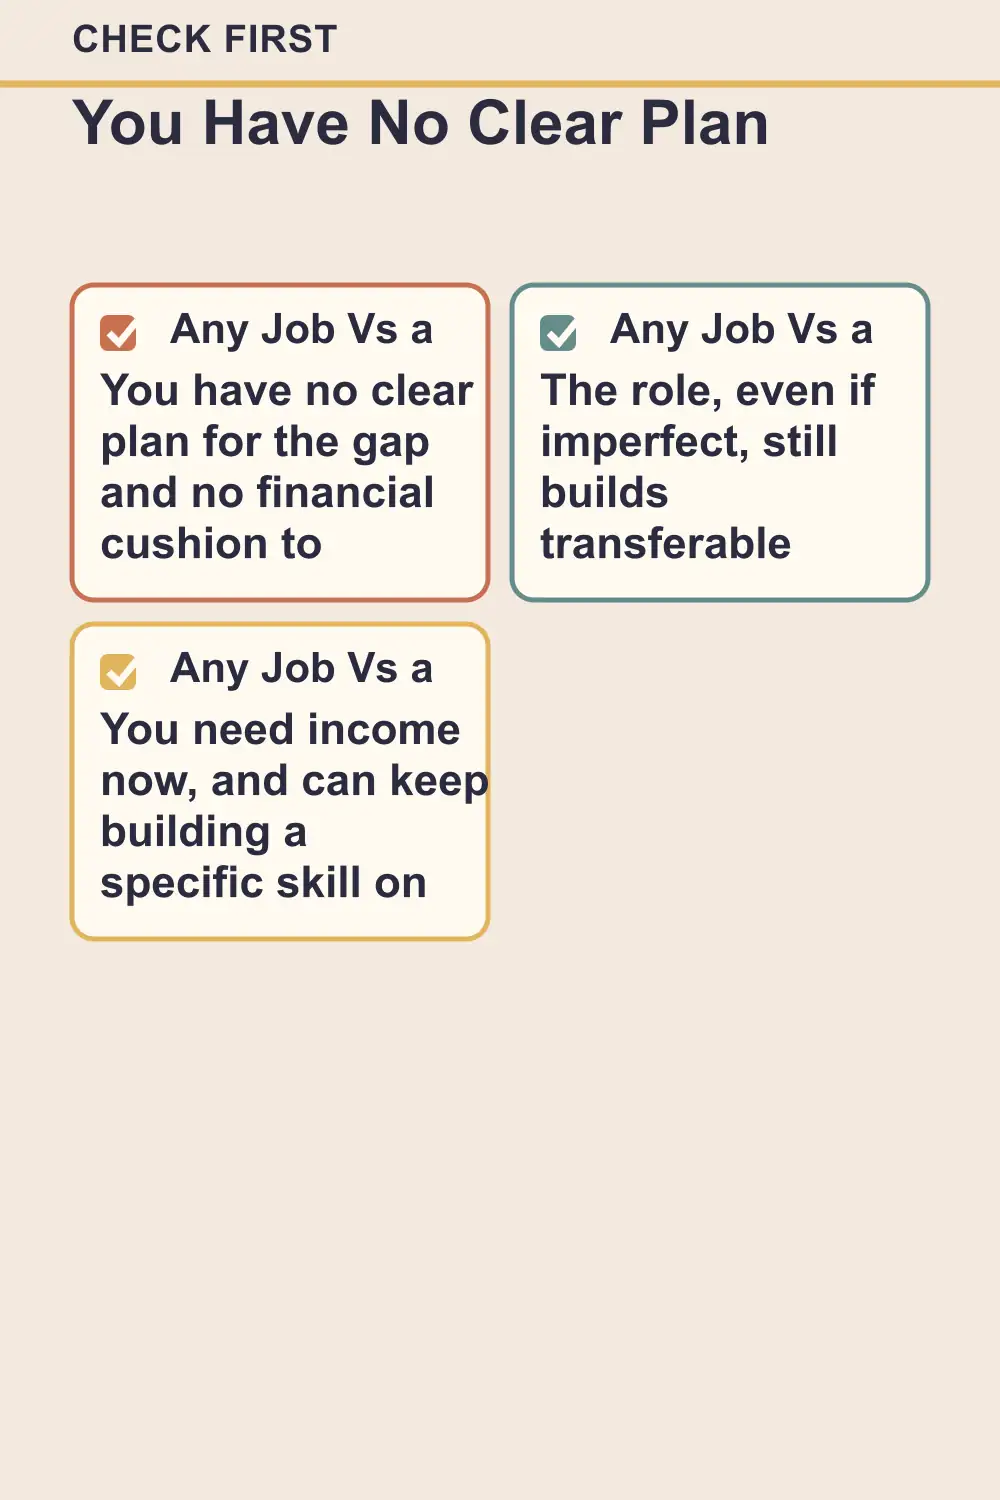 CHECK FIRST
You Have No Clear Plan
Any Job Vs a
You have no clear
plan for the gap
and no financial
cushion to
Any Job Vs a
The role, even if
imperfect, still
builds
transferable
Any Job Vs a
You need income
now, and can keep
building a
specific skill on